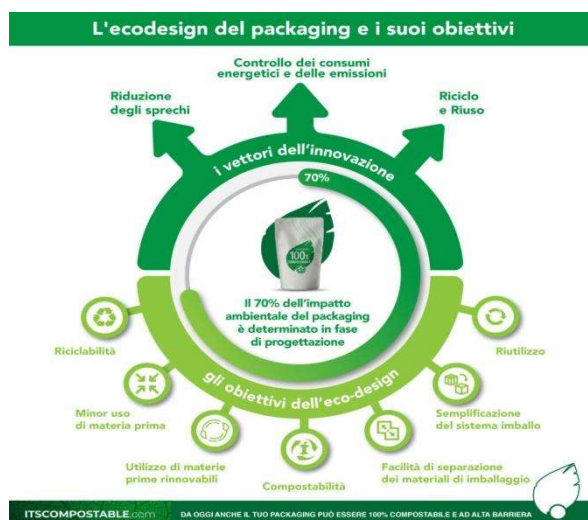 L'ecodesign del packaging e i suoi obiettivi
Controllo dei consumi
energetici e delle emissioni
Riduzione
degli sprechi
Riciclo
e Riuso
i vettori dell'innovazione
70%
100%
Il 70% dell'impatto
ambientale del packaging
è determinato in fase
di progettazione
gli obiettivi dell'eco-design
Riciclabilità
Minor uso
di materia prima
Utilizzo di materie
prime rinnovabili
Compostabilità
Facilità di separazione
dei materiali di imballaggio
Semplificazione
del sistema imballo
Riutilizzo
ITSCOMPOSTABLE.com
DA OGGI ANCHE IL TUO PACKAGING PUÒ ESSERE 100% COMPOSTABILE E AD ALTA BARRIERA